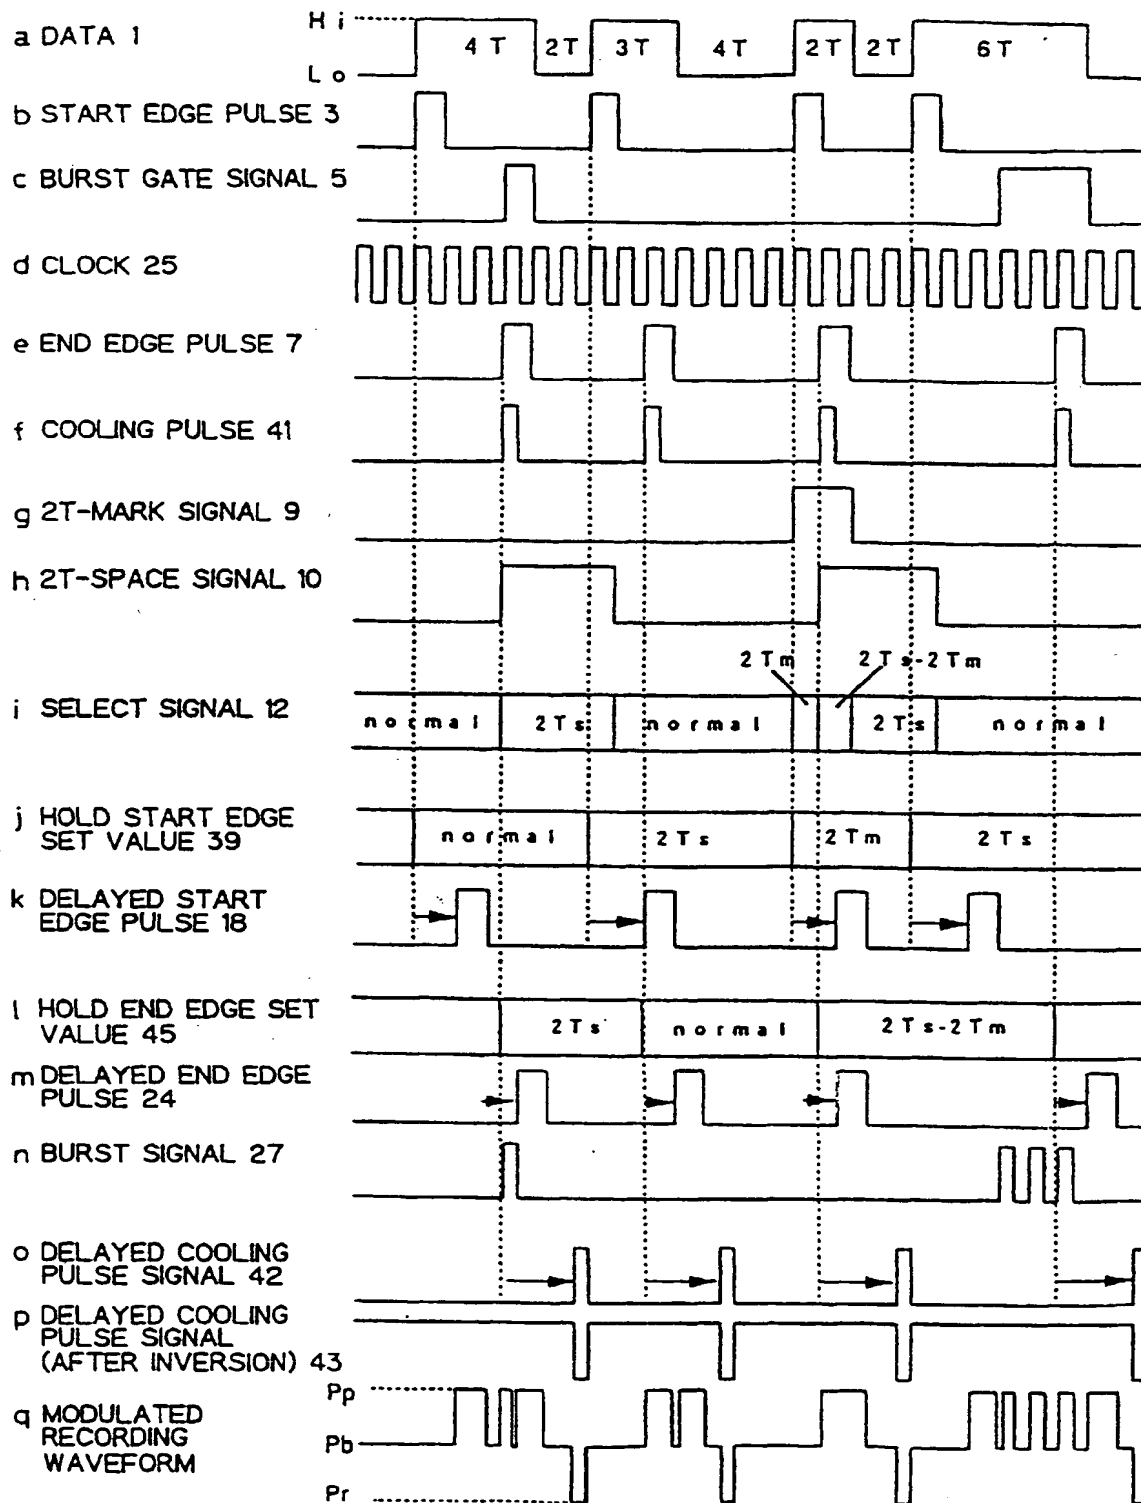 Hi
a DATA 1
4T 2T 3T 4T 2T 2T 6T
Lo
b START EDGE PULSE 3
c BURST GATE SIGNAL 5
d CLOCK 25
e END EDGE PULSE 7
f COOLING PULSE 41
g 2T-MARK SIGNAL 9
h 2T-SPACE SIGNAL 10
2Tm 2Ts-2Tm
i SELECT SIGNAL 12
normal 2Ts normal 2Ts normal
j HOLD START EDGE
SET VALUE 39
normal 2Ts 2Tm 2Ts
k DELAYED START
EDGE PULSE 18
l HOLD END EDGE SET
VALUE 45
2Ts normal 2Ts-2Tm
m DELAYED END EDGE
PULSE 24
n BURST SIGNAL 27
o DELAYED COOLING
PULSE SIGNAL 42
p DELAYED COOLING
PULSE SIGNAL
(AFTER INVERSION) 43
Pp
q MODULATED
RECORDING
WAVEFORM
Pb
Pr